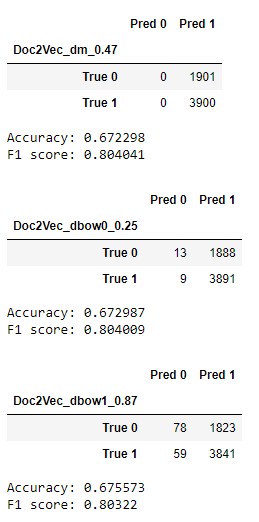 Pred 0 Pred 1
Doc2Vec_dm_0.47
True 0 0 1901
True 1 0 3900
Accuracy: 0.672298
F1 score: 0.804041
Pred 0 Pred 1
Doc2Vec_dbow0_0.25
True 0 13 1888
True 1 9 3891
Accuracy: 0.672987
F1 score: 0.804009
Pred 0 Pred 1
Doc2Vec_dbow1_0.87
True 0 78 1823
True 1 59 3841
Accuracy: 0.675573
F1 score: 0.80322